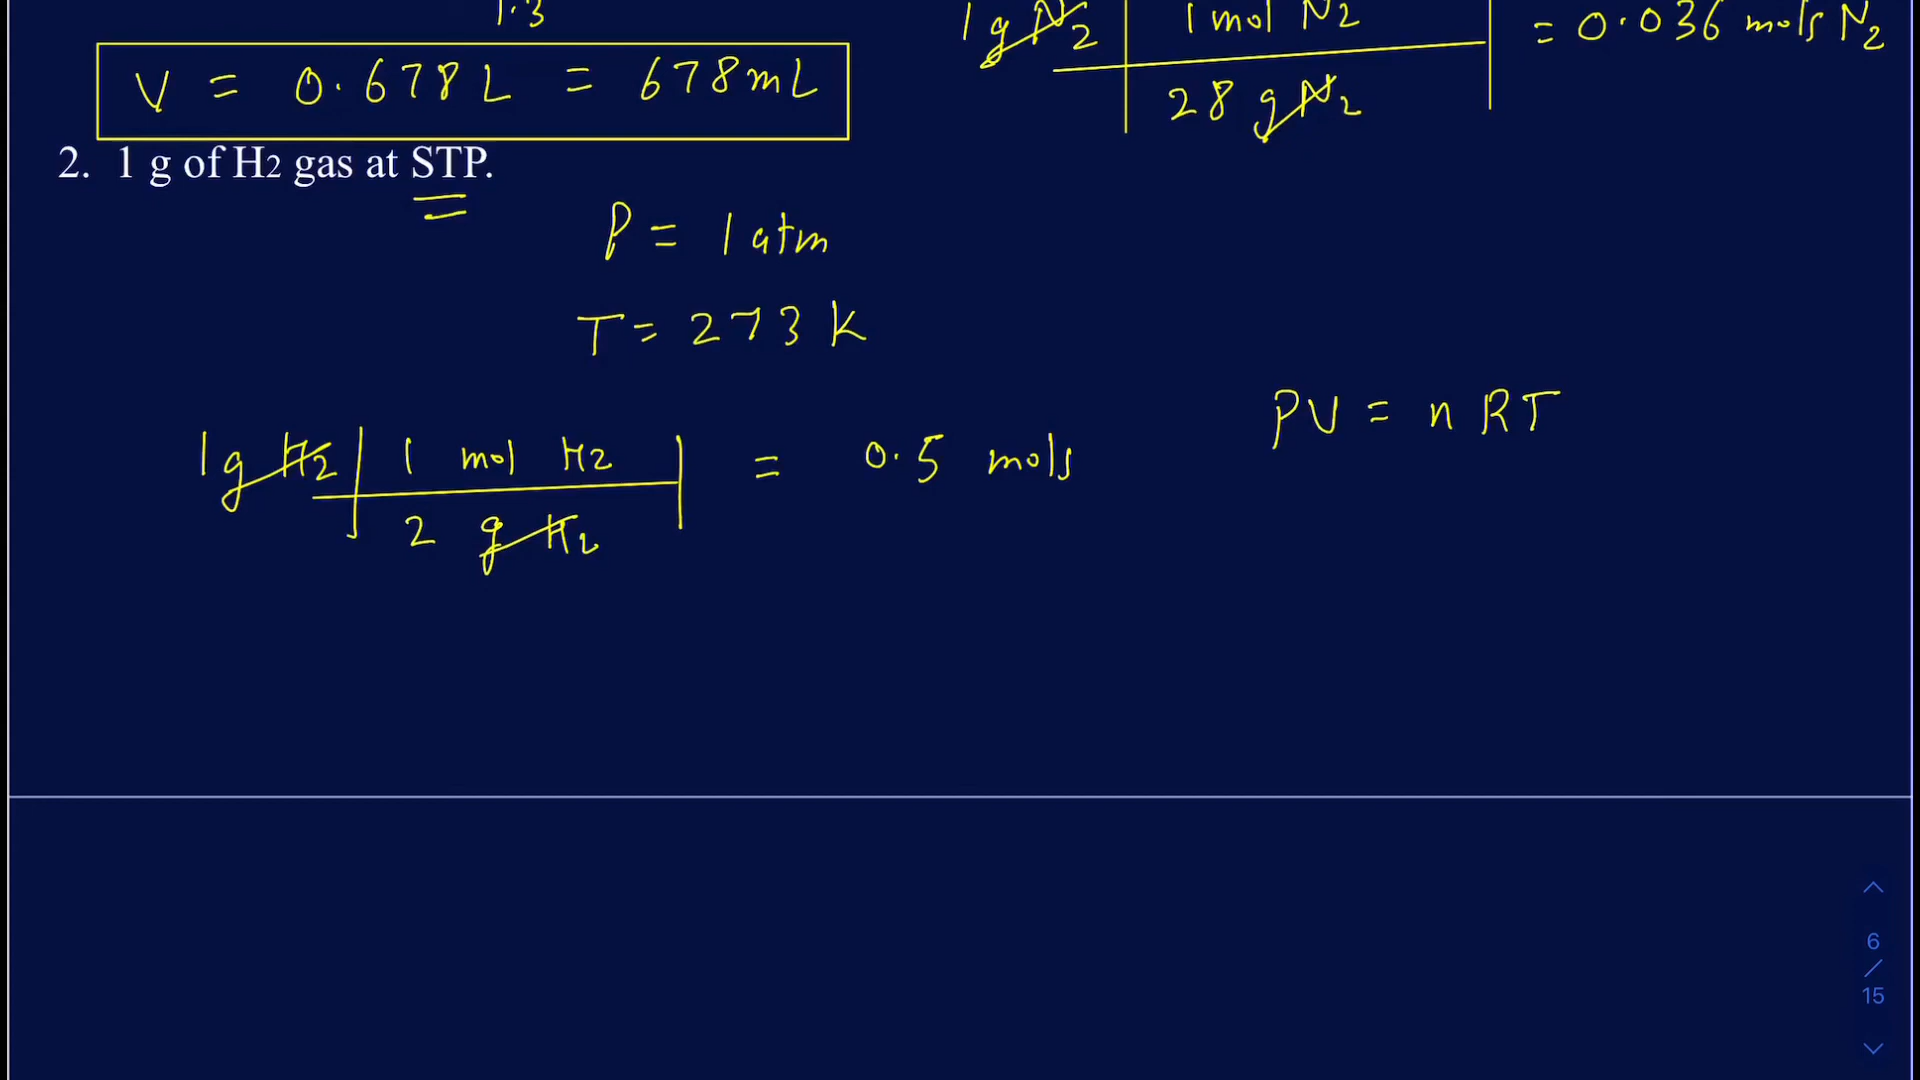 1.3
V = 0.678 L = 678 mL
1 g N2 | 1 mol N2 = 0.036 mols N2
28 g N2
2. 1 g of H2 gas at STP.
P = 1 atm
T = 273 K
1 g H2 | 1 mol H2 = 0.5 mols
2 g H2
PV = n RT
6
/
15